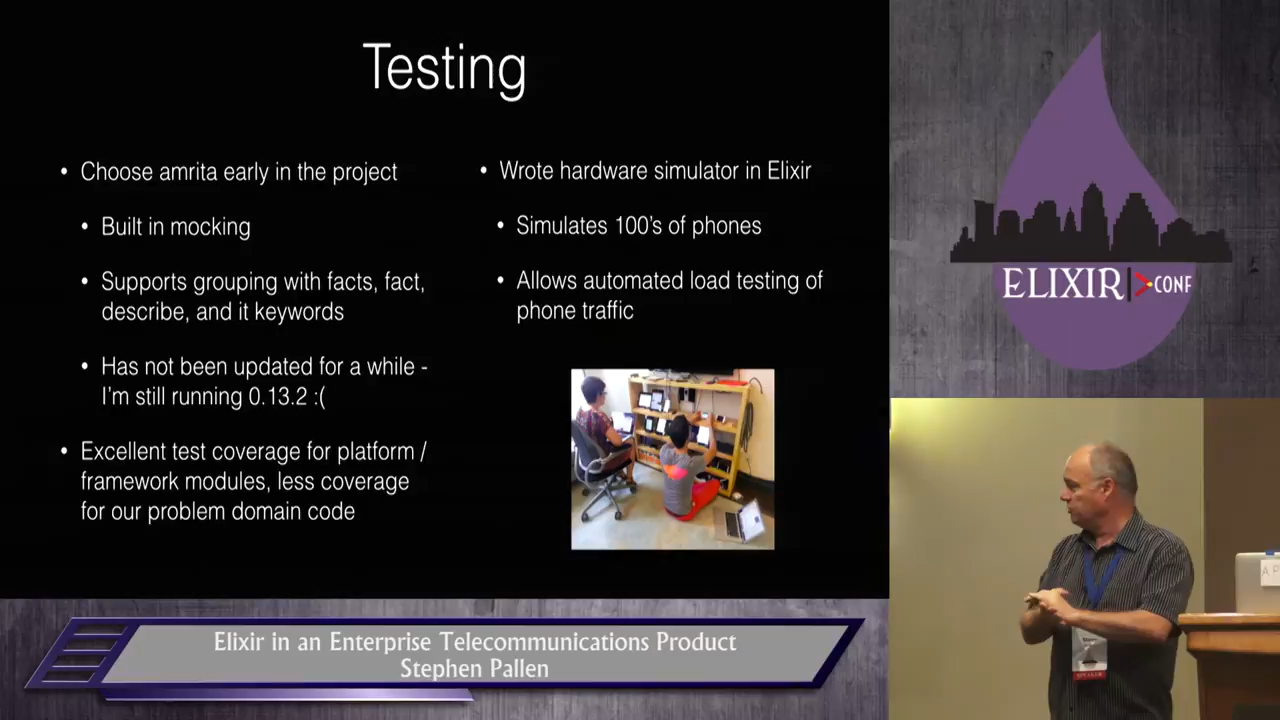 Testing
• Choose amrita early in the project
• Built in mocking
• Supports grouping with facts, fact,
describe, and it keywords
• Has not been updated for a while -
I'm still running 0.13.2 :(
• Excellent test coverage for platform /
framework modules, less coverage
for our problem domain code
• Wrote hardware simulator in Elixir
• Simulates 100's of phones
• Allows automated load testing of
phone traffic
ELIXIR CONF
Elixir in an Enterprise Telecommunications Product
Stephen Pallen